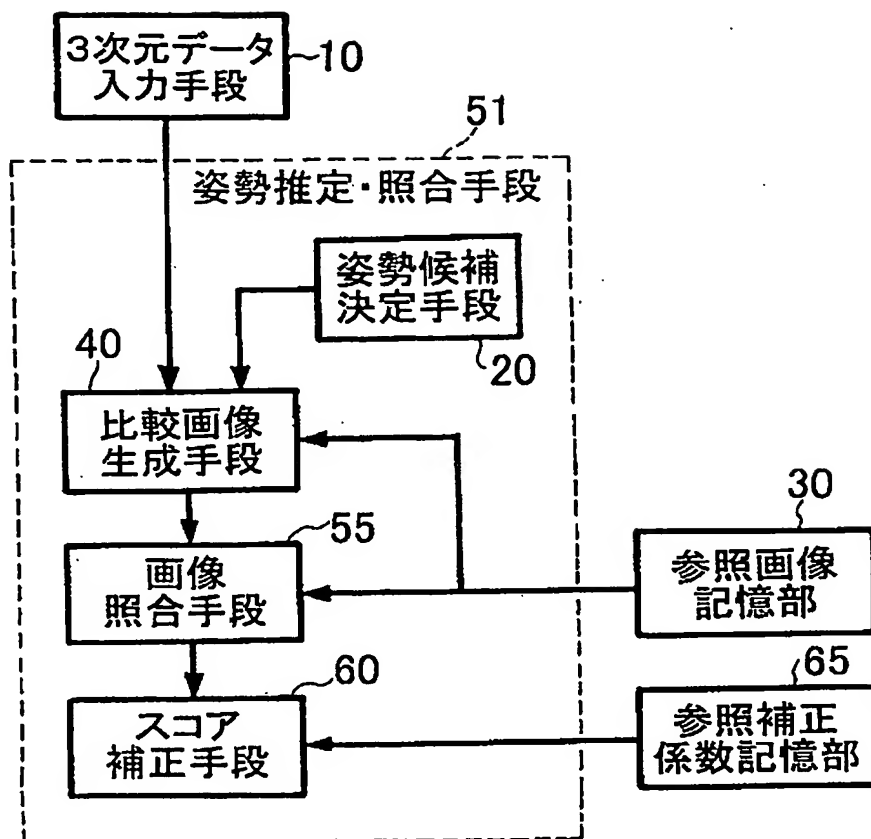 3次元データ
入力手段
10
51
姿勢推定・照合手段
姿勢候補
決定手段
20
40
比較画像
生成手段
30
55
画像
照合手段
参照画像
記憶部
60
65
スコア
補正手段
参照補正
係数記憶部